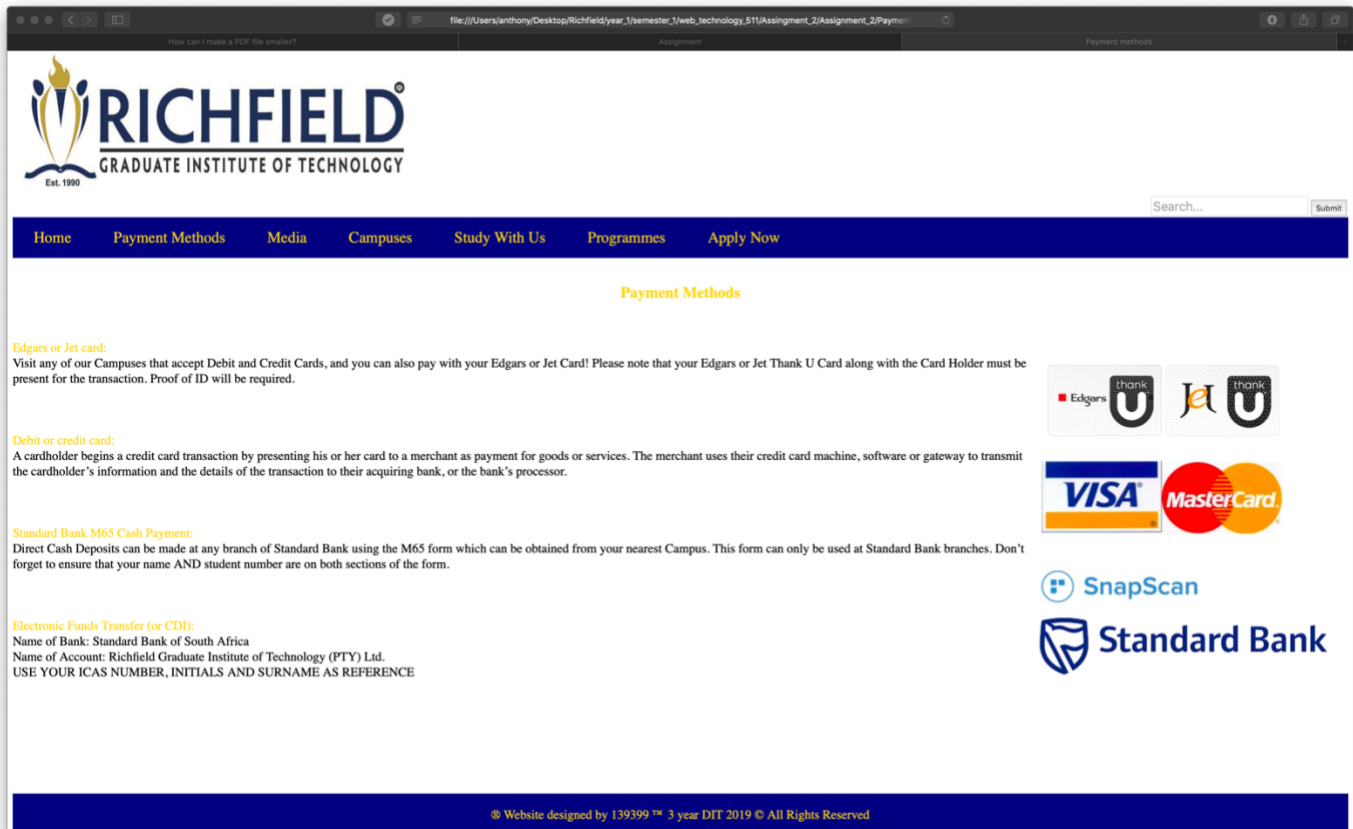 file:///Users/anthony/Desktop/Richfield/year_1/semester_1/web_technology_511/Assingment_2/Assignment_2/Paymen
How can i make a PDF file smaller?
Assignment
Payment methods
RICHFIELD
®
GRADUATE INSTITUTE OF TECHNOLOGY
Est. 1990
Search...
Submit
Home Payment Methods Media Campuses Study With Us Programmes Apply Now
Payment Methods
Edgars or Jet card:
Visit any of our Campuses that accept Debit and Credit Cards, and you can also pay with your Edgars or Jet Card! Please note that your Edgars or Jet Thank U Card along with the Card Holder must be
present for the transaction. Proof of ID will be required.
Edgars thank U Jet thank U
Debit or credit card:
A cardholder begins a credit card transaction by presenting his or her card to a merchant as payment for goods or services. The merchant uses their credit card machine, software or gateway to transmit
the cardholder’s information and the details of the transaction to their acquiring bank, or the bank’s processor.
VISA MasterCard
Standard Bank M65 Cash Payment:
Direct Cash Deposits can be made at any branch of Standard Bank using the M65 form which can be obtained from your nearest Campus. This form can only be used at Standard Bank branches. Don’t
forget to ensure that your name AND student number are on both sections of the form.
SnapScan
Electronic Funds Transfer (or CDI):
Name of Bank: Standard Bank of South Africa
Name of Account: Richfield Graduate Institute of Technology (PTY) Ltd.
USE YOUR ICAS NUMBER, INITIALS AND SURNAME AS REFERENCE
Standard Bank
® Website designed by 139399 ™ 3 year DIT 2019 © All Rights Reserved